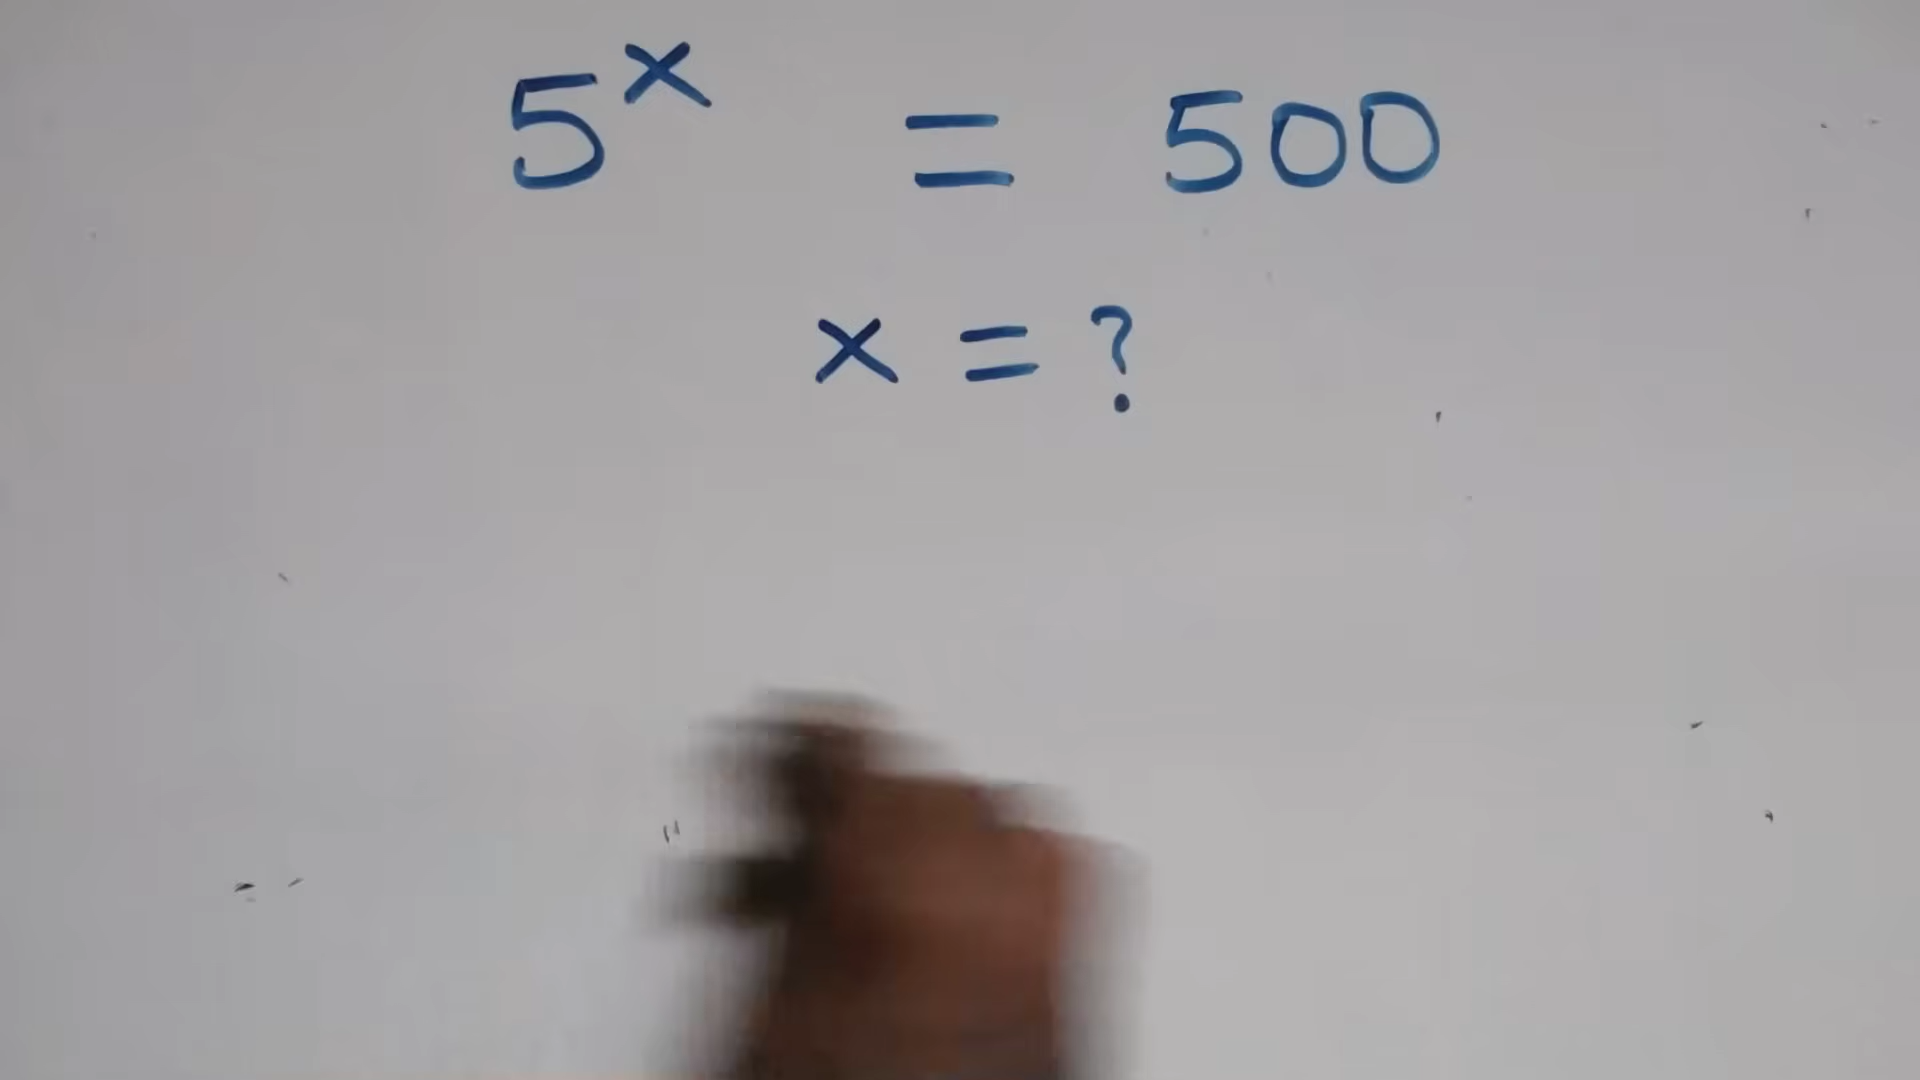 5ˣ = 500
x = ?